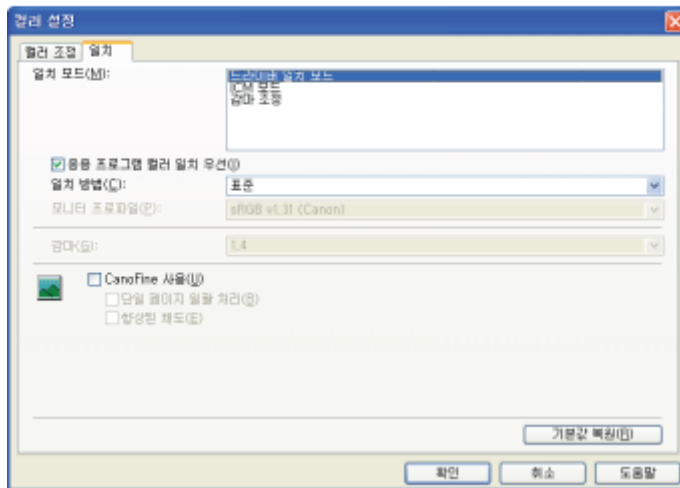 컬러 설정
컬러 조정 일치
일치 모드(M):
드라이버 일치 모드
ICM 모드
감마 조정
응용 프로그램 컬러 일치 우선(I)
일치 방법(C): 표준
모니터 프로파일(P): sRGB v1.31 (Canon)
감마(G): 1.4
CanoFine 사용(U)
단일 페이지 일괄 처리(B)
향상된 채도(E)
기본값 복원(R)
확인 취소 도움말